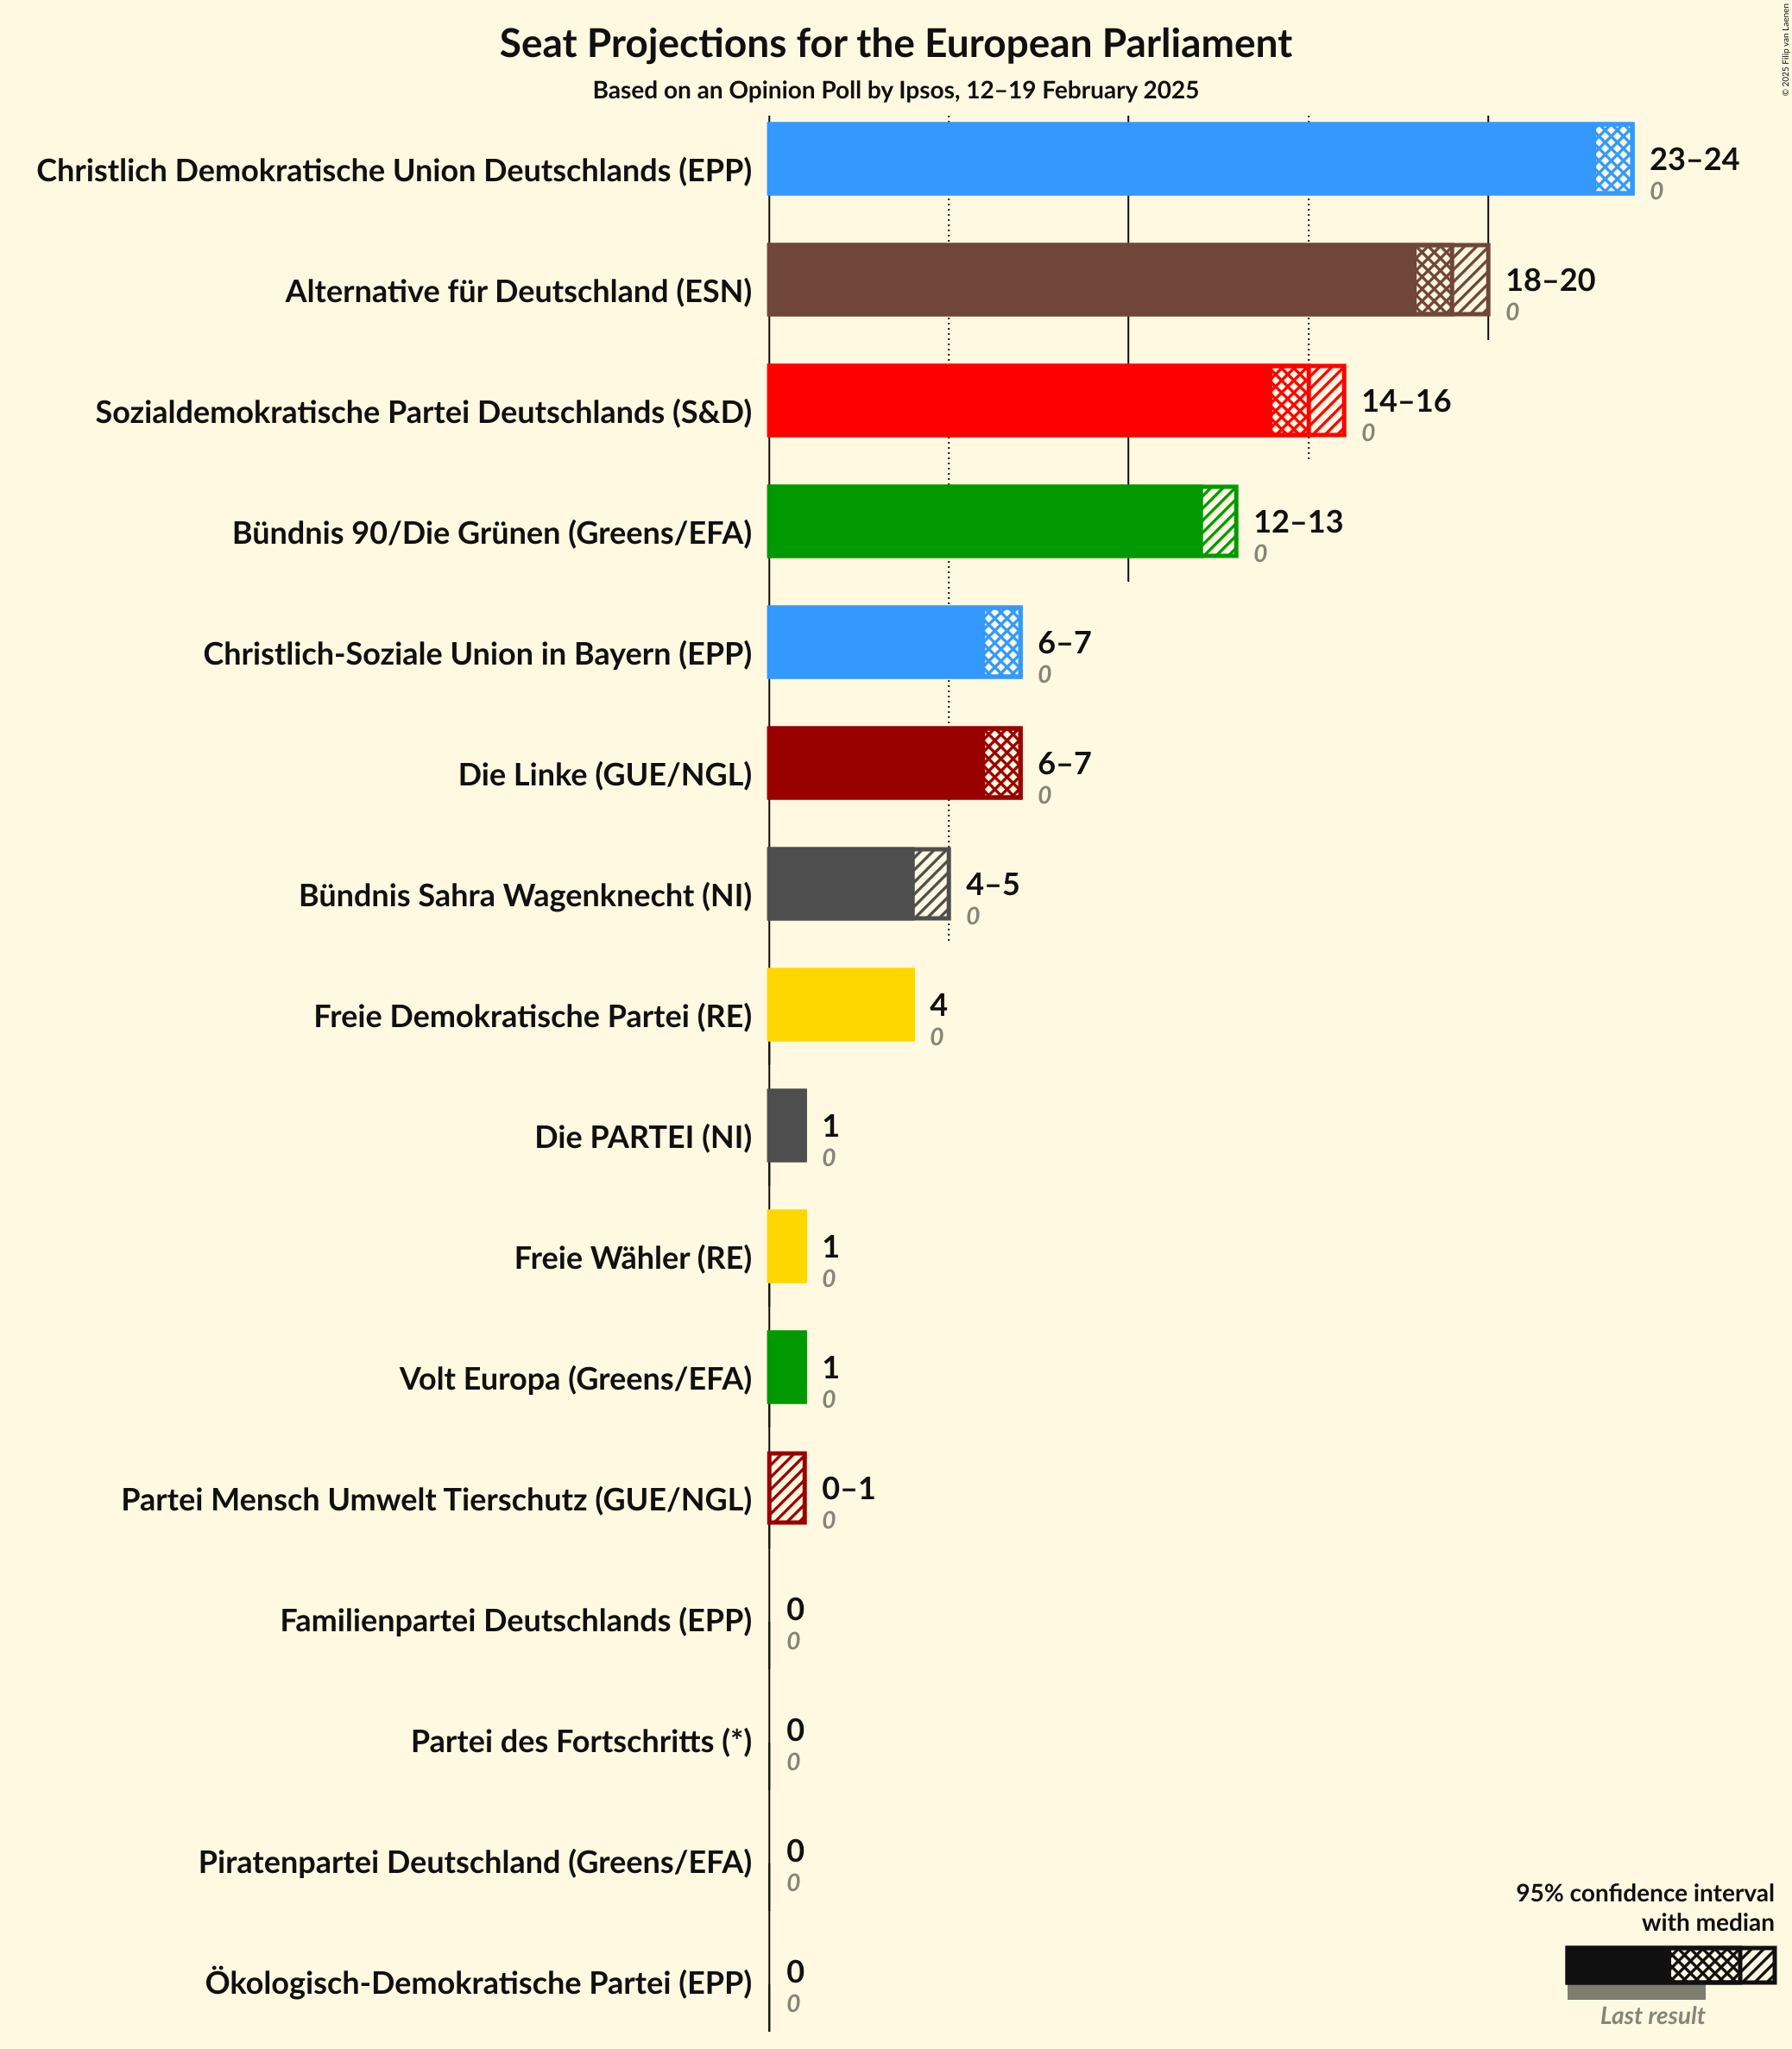 Seat Projections for the European Parliament
Based on an Opinion Poll by Ipsos, 12–19 February 2025
© 2025 Filip van Laenen
Christlich Demokratische Union Deutschlands (EPP)
23–24
0
Alternative für Deutschland (ESN)
18–20
0
Sozialdemokratische Partei Deutschlands (S&D)
14–16
0
Bündnis 90/Die Grünen (Greens/EFA)
12–13
0
Christlich-Soziale Union in Bayern (EPP)
6–7
0
Die Linke (GUE/NGL)
6–7
0
Bündnis Sahra Wagenknecht (NI)
4–5
0
Freie Demokratische Partei (RE)
4
0
Die PARTEI (NI)
1
0
Freie Wähler (RE)
1
0
Volt Europa (Greens/EFA)
1
0
Partei Mensch Umwelt Tierschutz (GUE/NGL)
0–1
0
Familienpartei Deutschlands (EPP)
0
0
Partei des Fortschritts (*)
0
0
Piratenpartei Deutschland (Greens/EFA)
0
0
Ökologisch-Demokratische Partei (EPP)
0
0
95% confidence interval
with median
Last result